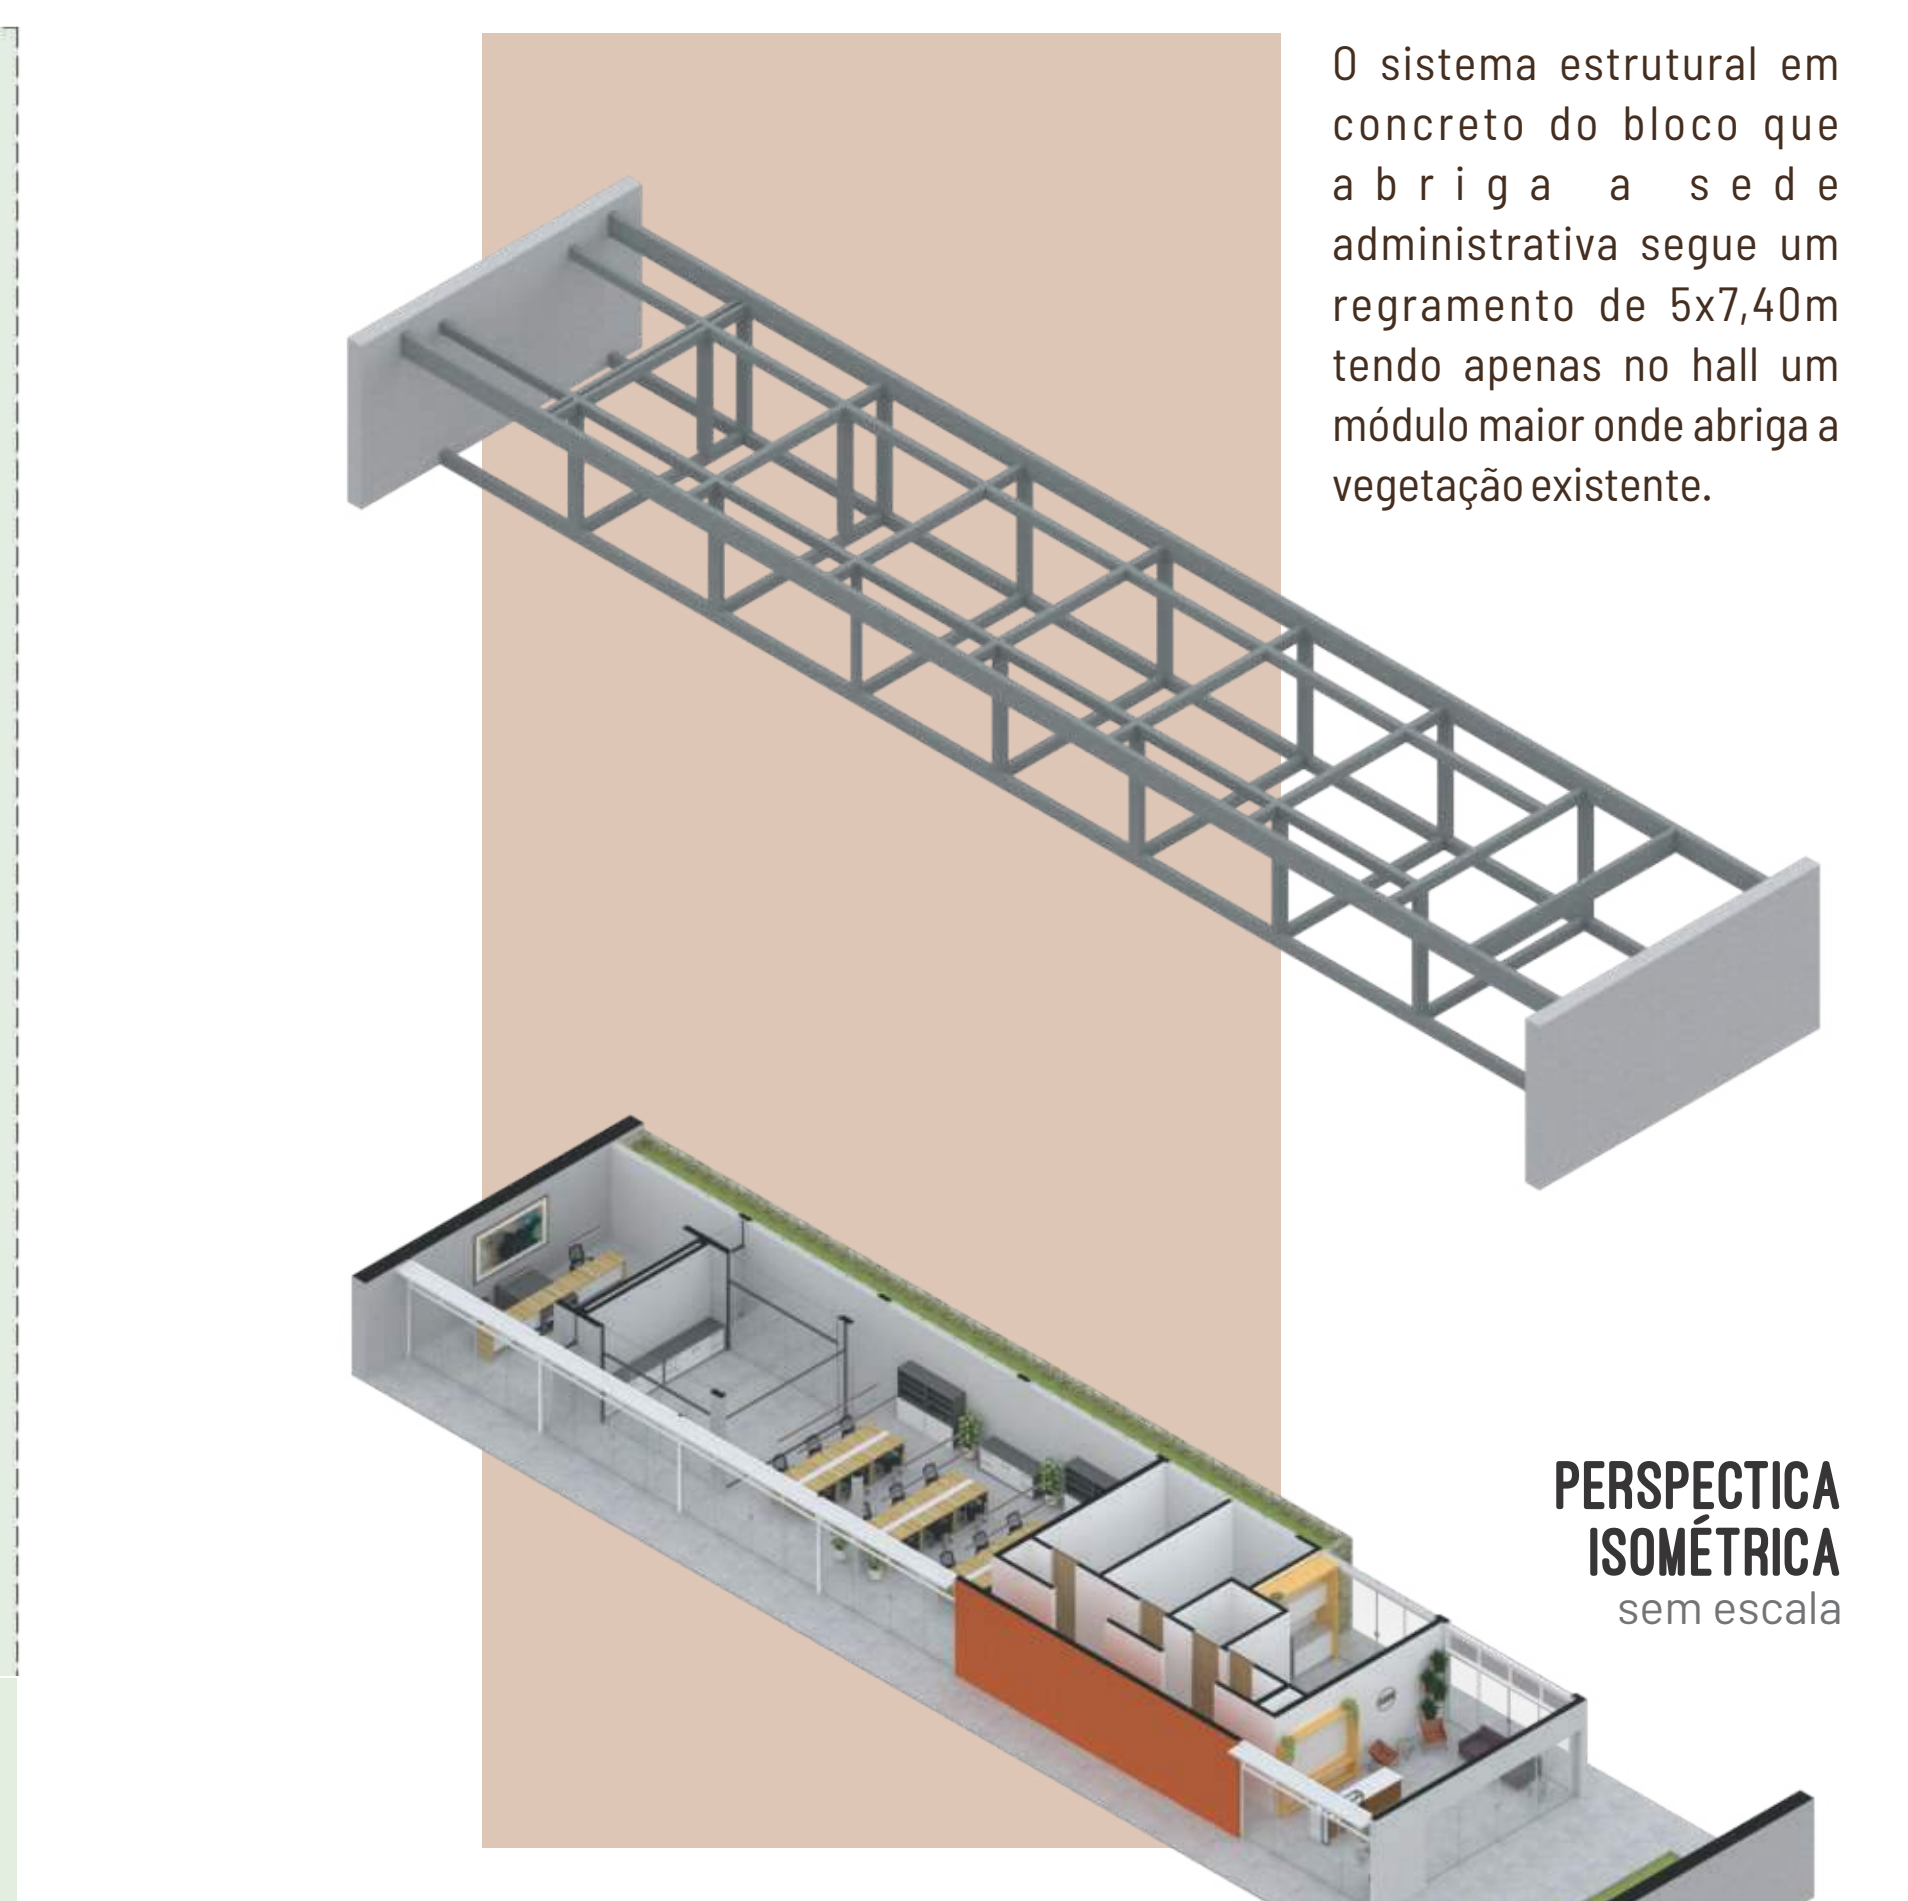 O sistema estrutural em
concreto do bloco que
abriga a sede
administrativa segue um
regramento de 5x7,40m
tendo apenas no hall um
módulo maior onde abriga a
vegetação existente.
PERSPECTICA
ISOMÉTRICA
sem escala